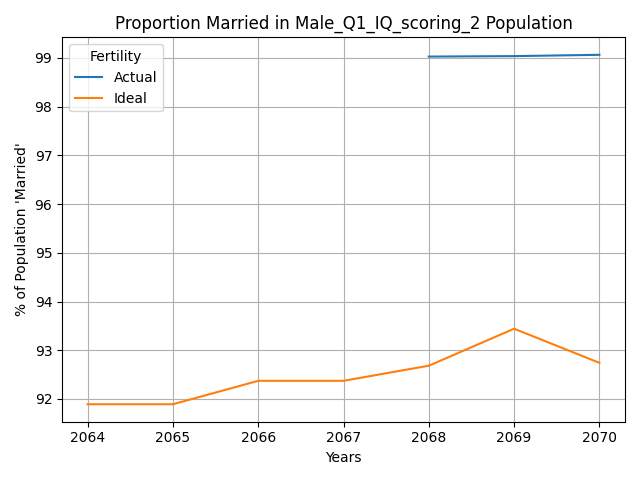 Proportion Married in Male_Q1_IQ_scoring_2 Population
Fertility
Actual
Ideal
% of Population 'Married'
99
98
97
96
95
94
93
92
2064 2065 2066 2067 2068 2069 2070
Years